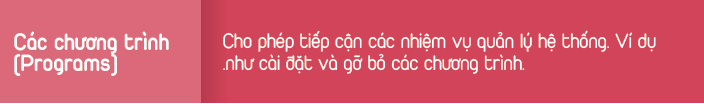 Các chương trình
(Programs)
Cho phép tiếp cận các nhiệm vụ quản lý hệ thống. Ví dụ
.như cài đặt và gỡ bỏ các chương trình.